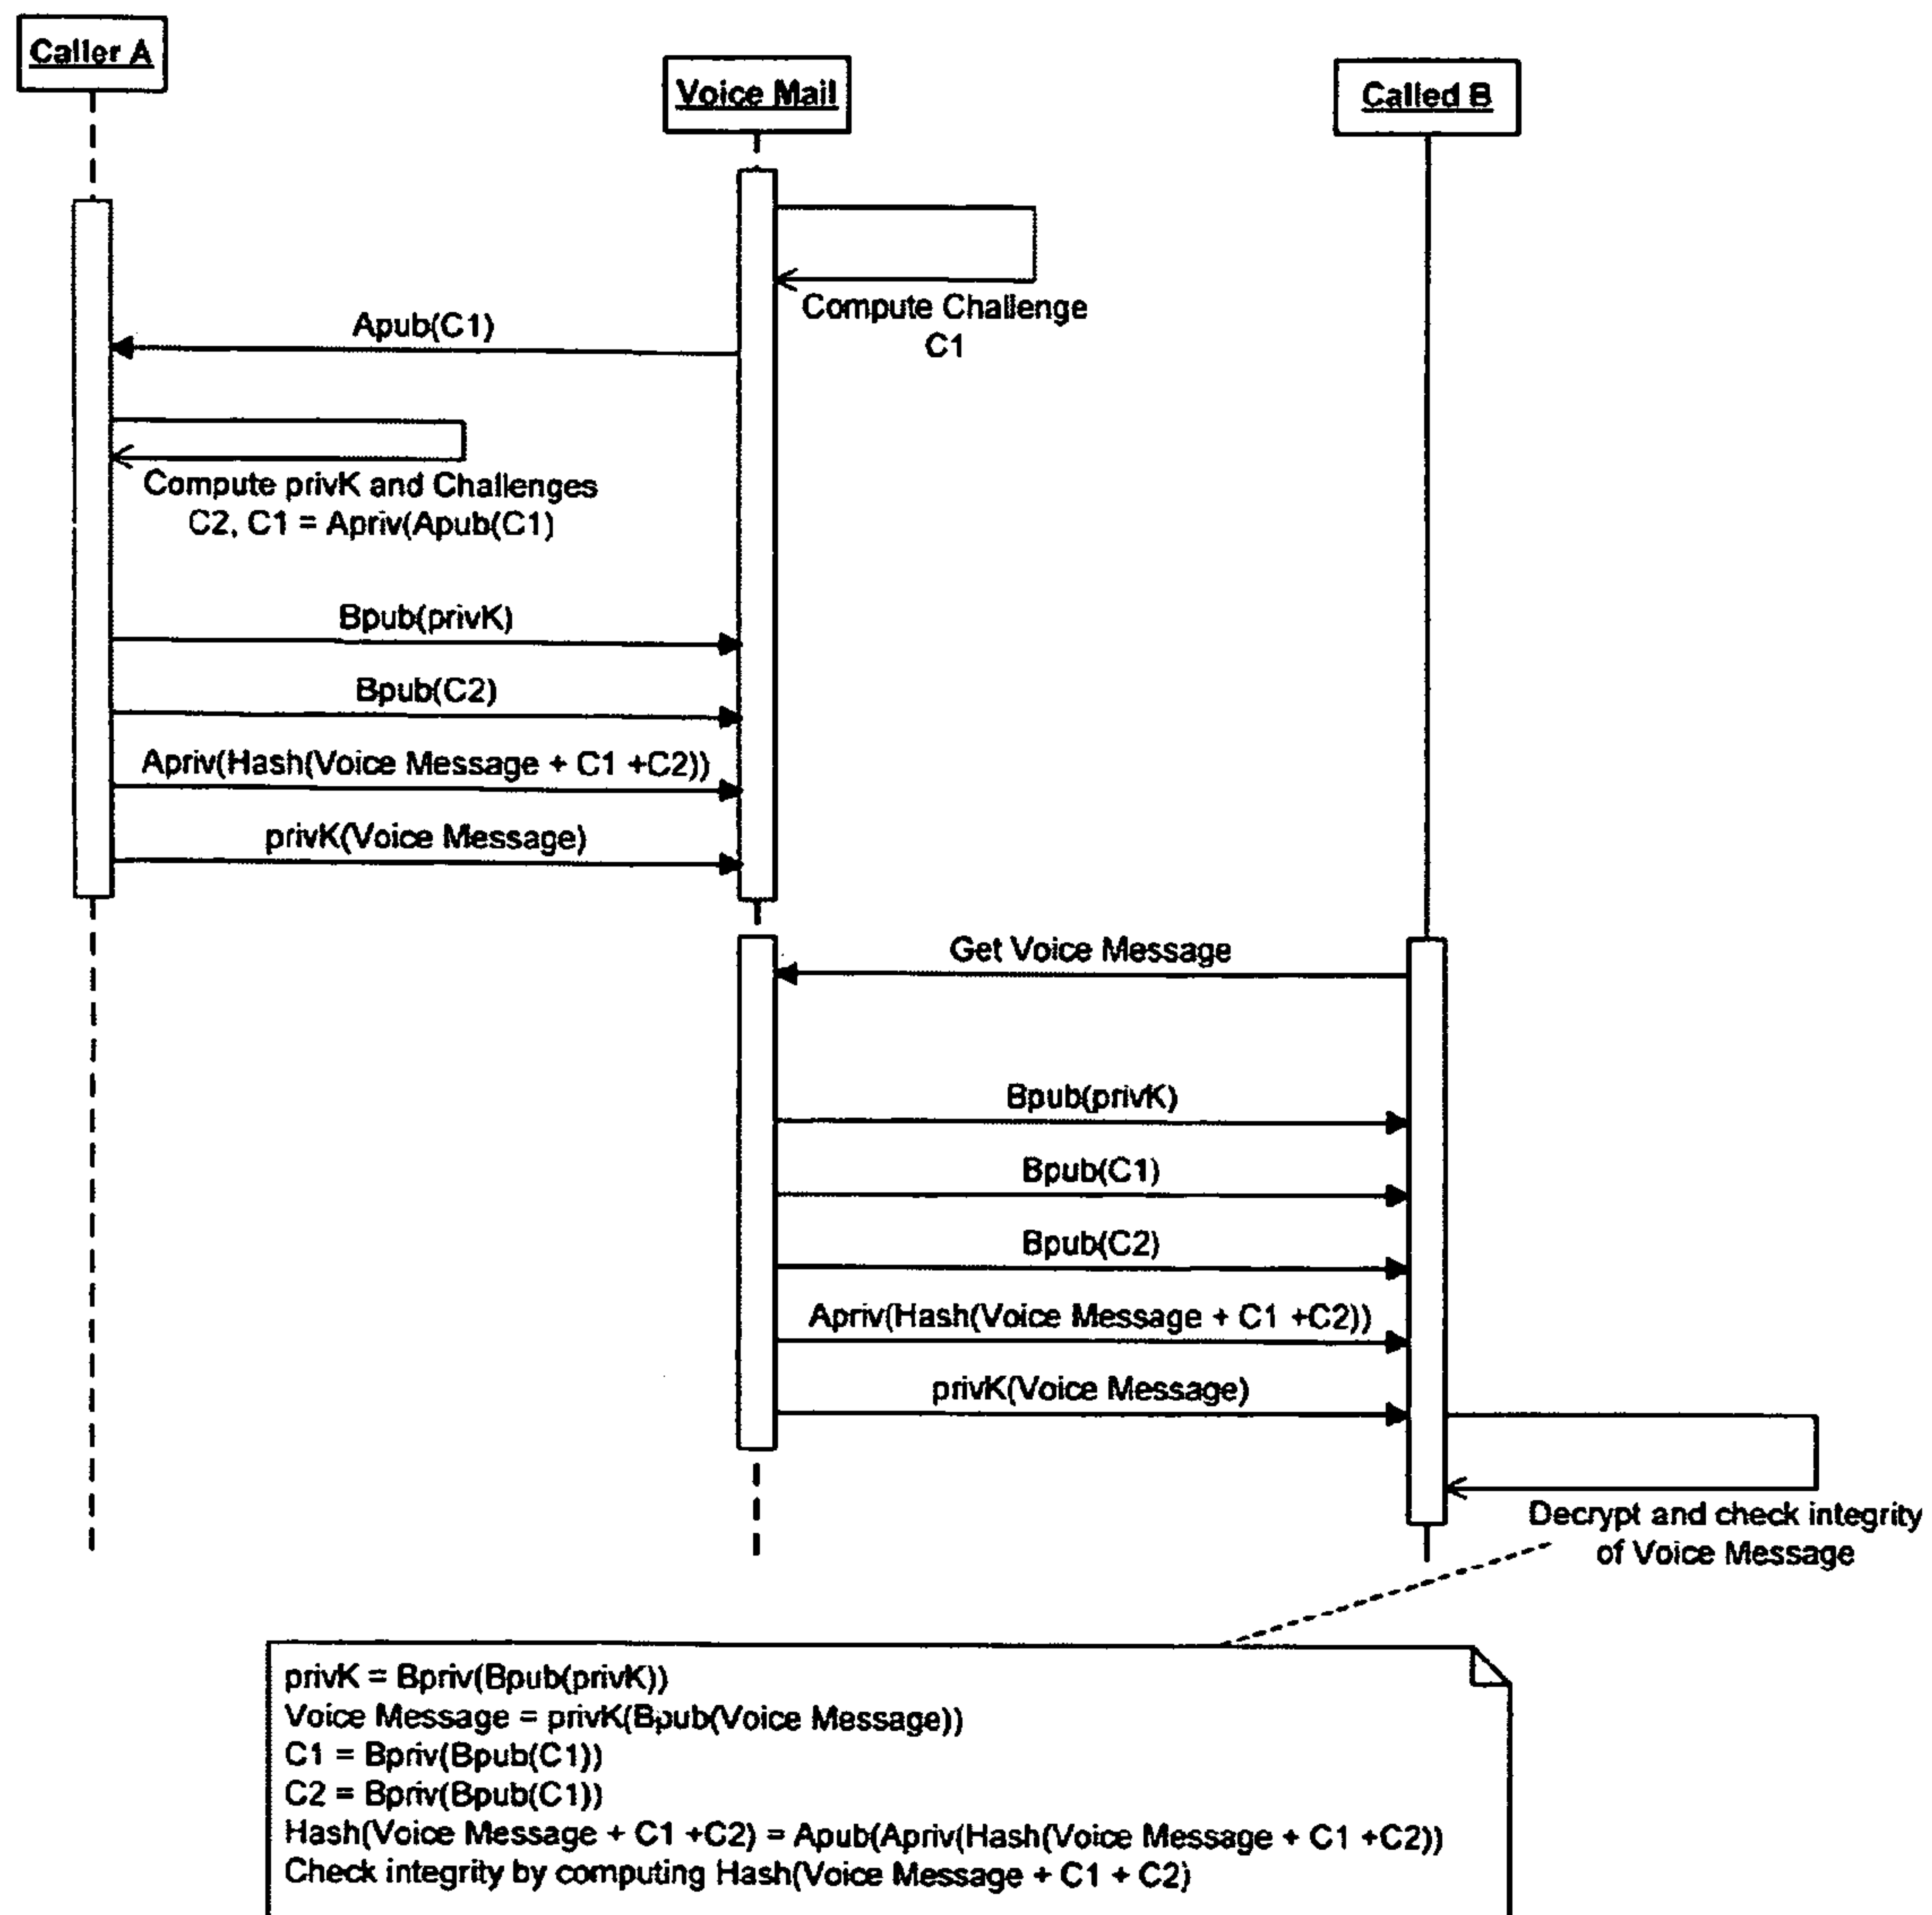 Caller A
Voice Mail
Called B
Compute Challenge
C1
Apub(C1)
Compute privK and Challenges
C2, C1 = Apriv(Apub(C1)
Bpub(privK)
Bpub(C2)
Apriv(Hash(Voice Message + C1 +C2))
privK(Voice Message)
Get Voice Message
Bpub(privK)
Bpub(C1)
Bpub(C2)
Apriv(Hash(Voice Message + C1 +C2))
privK(Voice Message)
Decrypt and check integrity
of Voice Message
privK = Bpriv(Bpub(privK))
Voice Message = privK(Bpub(Voice Message))
C1 = Bpriv(Bpub(C1))
C2 = Bpriv(Bpub(C1))
Hash(Voice Message + C1 +C2) = Apub(Apriv(Hash(Voice Message + C1 +C2))
Check integrity by computing Hash(Voice Message + C1 + C2)